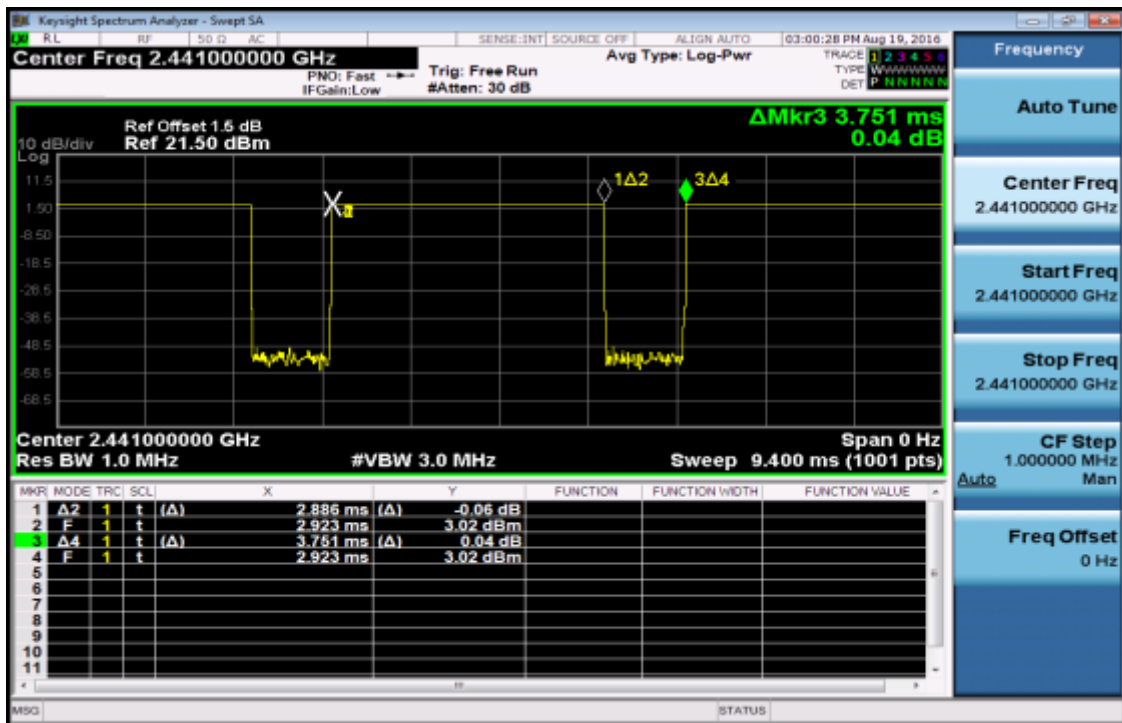 Keysight Spectrum Analyzer - Swept SA
RL RF 50 Ω AC SENSE:INT SOURCE OFF ALIGN AUTO 03:00:28 PM Aug 19, 2016
Center Freq 2.441000000 GHz
PNO: Fast
IFGain:Low
Trig: Free Run
#Atten: 30 dB
Avg Type: Log-Pwr
TRACE 1 2 3 4 5 6
TYPE WWWWWWW
DET P N N N N N
ΔMkr3 3.751 ms
0.04 dB
Ref Offset 1.5 dB
10 dB/div Ref 21.50 dBm
Log
11.5
1.50
-8.50
-18.5
-28.5
-38.5
-48.5
-58.5
-68.5
1Δ2
3Δ4
Center 2.441000000 GHz Span 0 Hz
Res BW 1.0 MHz #VBW 3.0 MHz Sweep 9.400 ms (1001 pts)
MKR MODE TRC SCL X Y FUNCTION FUNCTION WIDTH FUNCTION VALUE
1 Δ2 1 t (Δ) 2.886 ms (Δ) -0.06 dB
2 F 1 t 2.923 ms 3.02 dBm
3 Δ4 1 t (Δ) 3.751 ms (Δ) 0.04 dB
4 F 1 t 2.923 ms 3.02 dBm
5
6
7
8
9
10
11
MSG STATUS
Frequency
Auto Tune
Center Freq
2.441000000 GHz
Start Freq
2.441000000 GHz
Stop Freq
2.441000000 GHz
CF Step
1.000000 MHz
Auto Man
Freq Offset
0 Hz